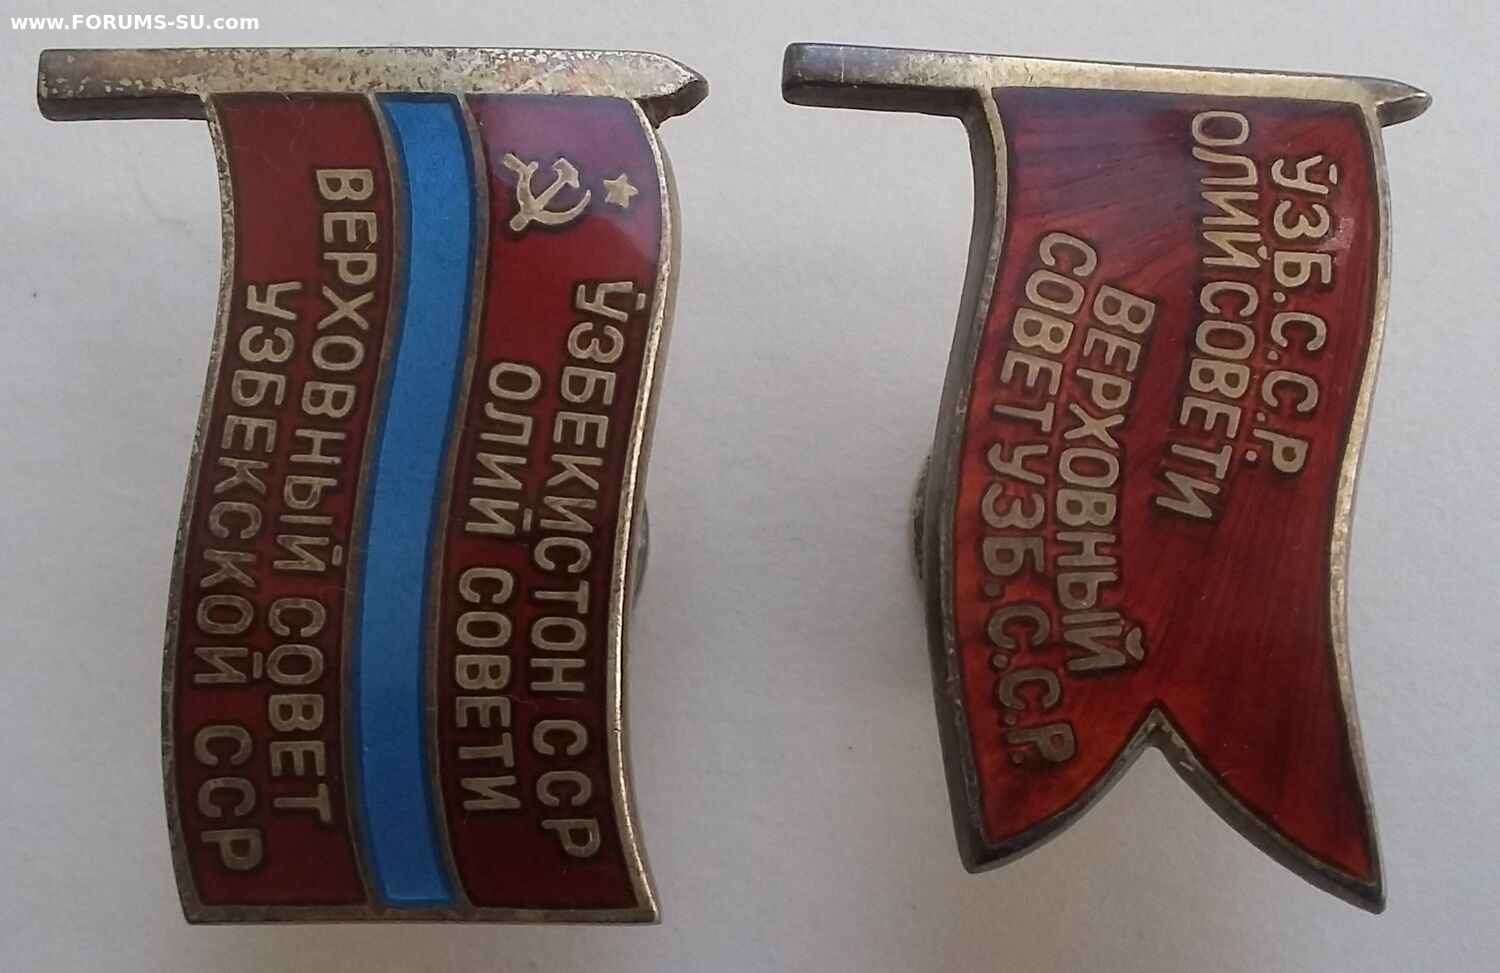 www.FORUMS-SU.com
ЎЗБЕКИСТОН ССР
ОЛИЙ СОВЕТИ
ВЕРХОВНЫЙ СОВЕТ
УЗБЕКСКОЙ ССР
ЎЗБ.С.С.Р.
ОЛИЙ СОВЕТИ
ВЕРХОВНЫЙ
СОВЕТ УЗБ.С.С.Р.